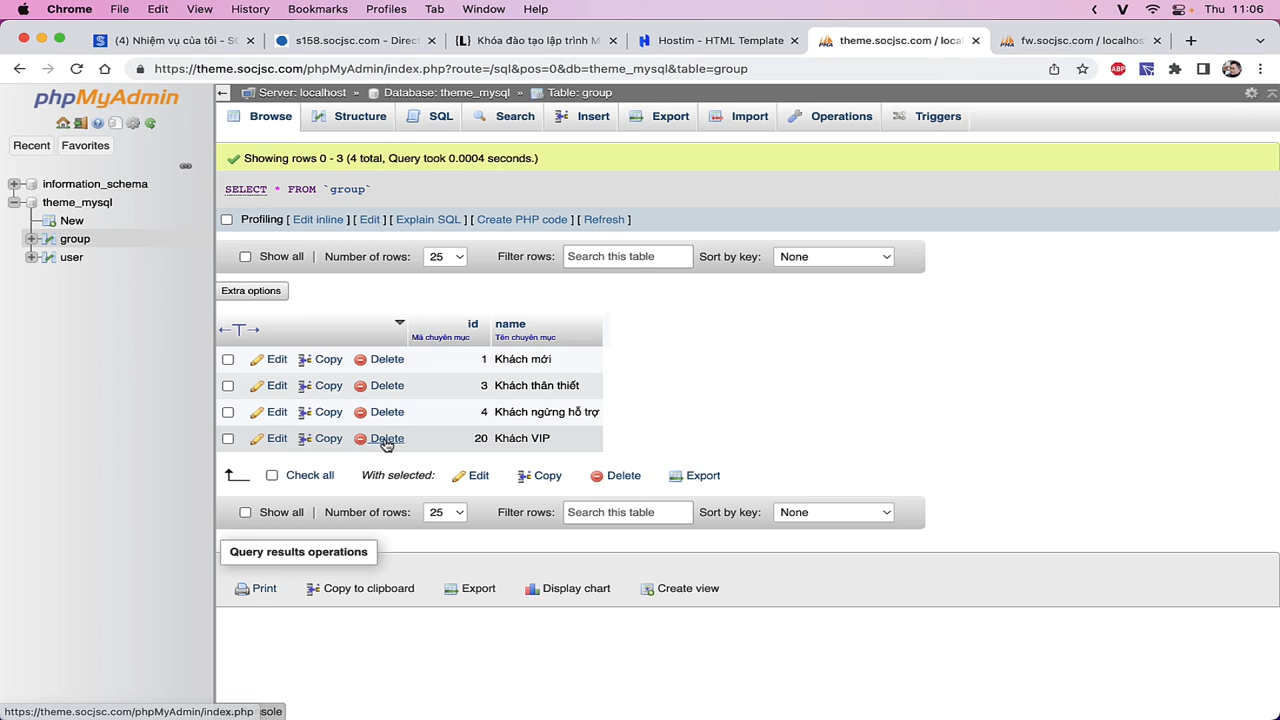 Chrome File Edit View History Bookmarks Profiles Tab Window Help Thu 11:06
(4) Nhiệm vụ của tôi - SC s158.socjsc.com - Direct Khóa đào tạo lập trình M Hostim - HTML Template theme.socjsc.com / local fw.socjsc.com / localhos
https://theme.socjsc.com/phpMyAdmin/index.php?route=/sql&pos=0&db=theme_mysql&table=group ABP
phpMyAdmin
Recent Favorites
information_schema
theme_mysql
New
group
user
Server: localhost » Database: theme_mysql » Table: group
Browse Structure SQL Search Insert Export Import Operations Triggers
Showing rows 0 - 3 (4 total, Query took 0.0004 seconds.)
SELECT * FROM `group`
Profiling [ Edit inline ] [ Edit ] [ Explain SQL ] [ Create PHP code ] [ Refresh ]
Show all | Number of rows: 25 Filter rows: Search this table Sort by key: None
Extra options
←T→ id name
Mã chuyên mục Tên chuyên mục
Edit Copy Delete 1 Khách mới
Edit Copy Delete 3 Khách thân thiết
Edit Copy Delete 4 Khách ngừng hỗ trợ
Edit Copy Delete 20 Khách VIP
Check all With selected: Edit Copy Delete Export
Show all | Number of rows: 25 Filter rows: Search this table Sort by key: None
Query results operations
Print Copy to clipboard Export Display chart Create view
https://theme.socjsc.com/phpMyAdmin/index.php sole